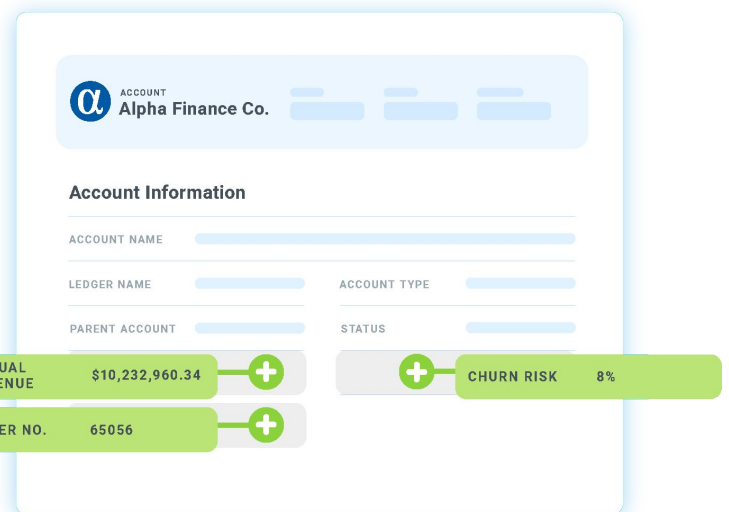 α
ACCOUNT
Alpha Finance Co.
Account Information
ACCOUNT NAME
LEDGER NAME ACCOUNT TYPE
PARENT ACCOUNT STATUS
UAL
ENUE $10,232,960.34 CHURN RISK 8%
ER NO. 65056